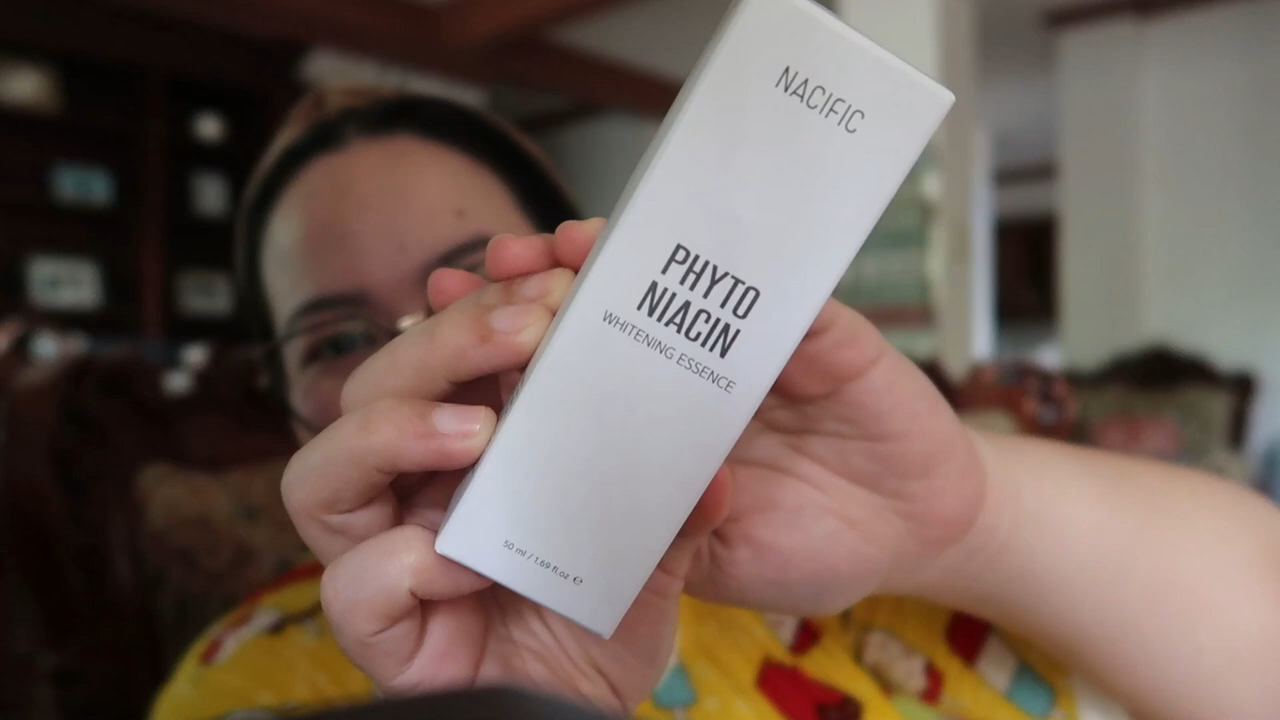 NACIFIC
PHYTO
NIACIN
WHITENING ESSENCE
50 ml / 1.69 fl.oz ℮